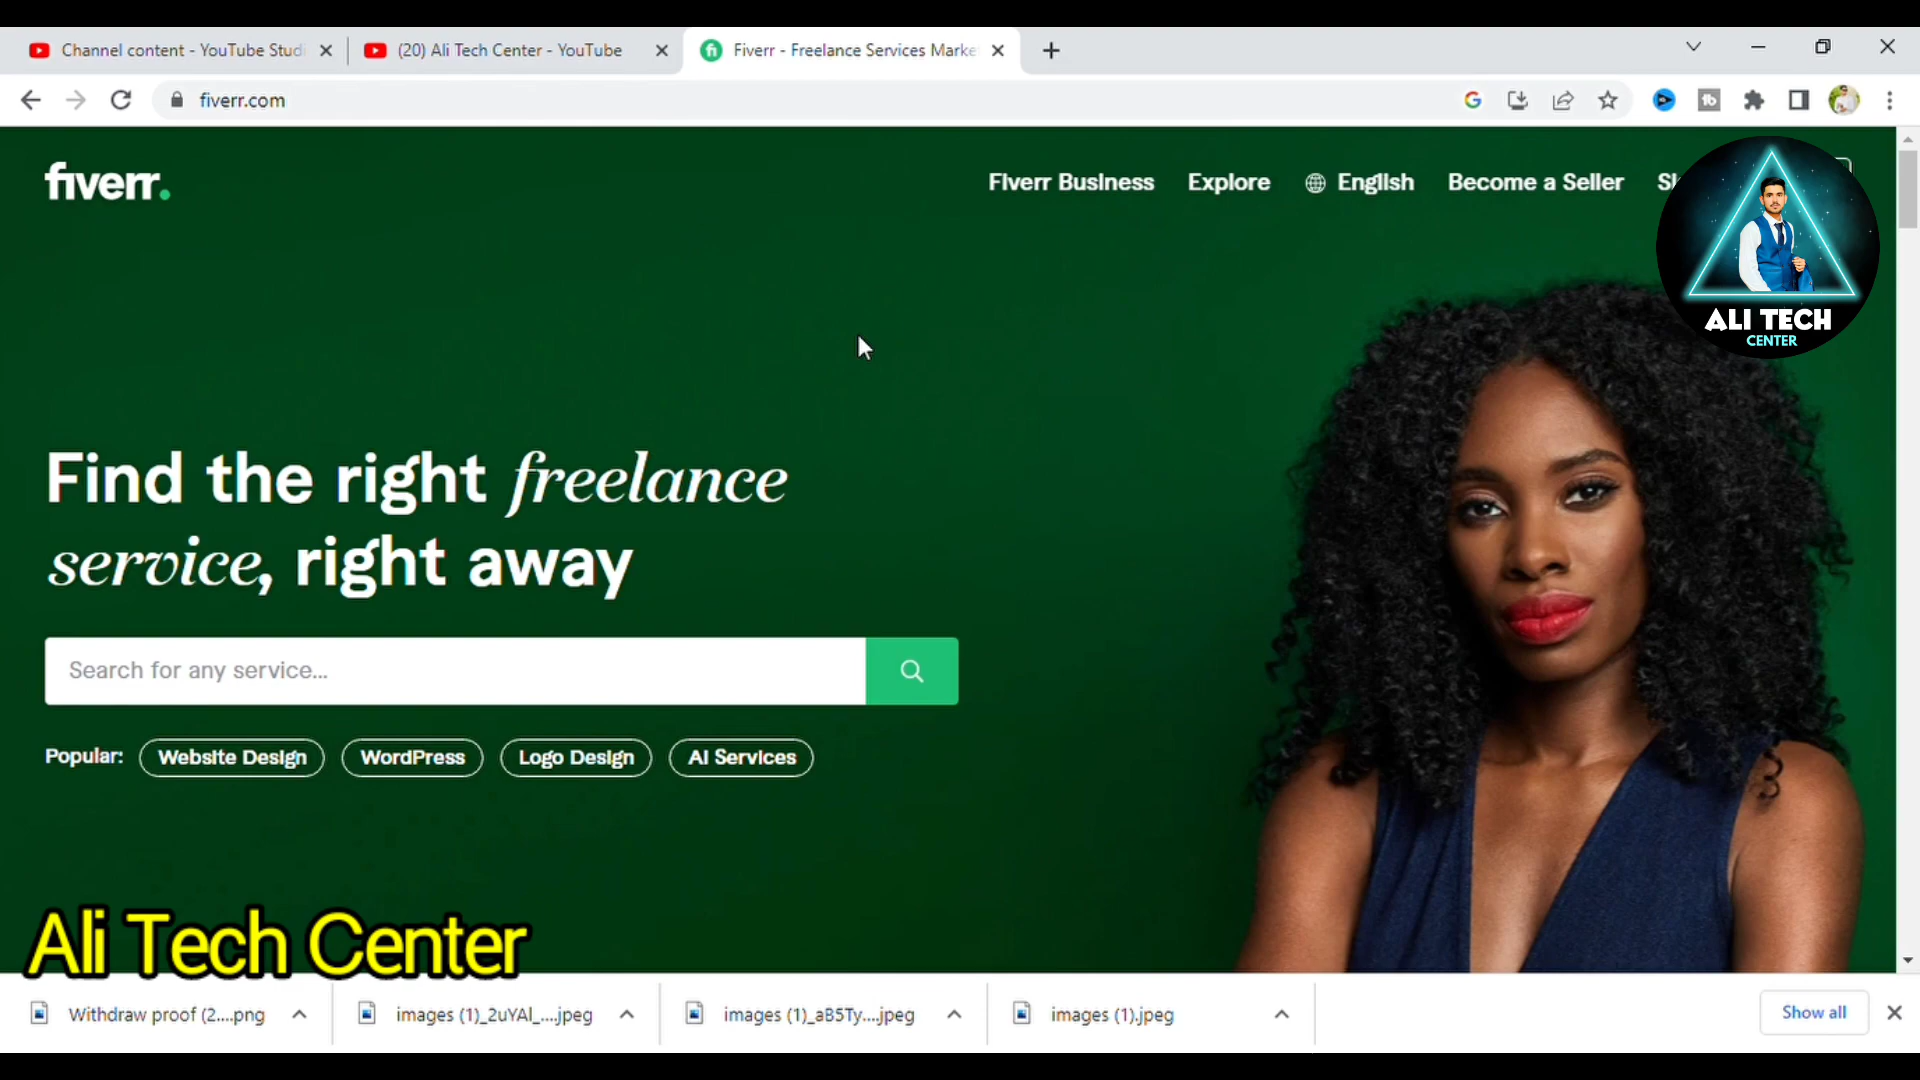 Channel content - YouTube Studi
(20) Ali Tech Center - YouTube
Fiverr - Freelance Services Marke
fiverr.com
fiverr.
Fiverr Business
Explore
English
Become a Seller
ALI TECH
CENTER
Find the right freelance
service, right away
Search for any service...
Popular:
Website Design
WordPress
Logo Design
AI Services
Ali Tech Center
Withdraw proof (2....png
images (1)_2uYAl_....jpeg
images (1)_aB5Ty....jpeg
images (1).jpeg
Show all